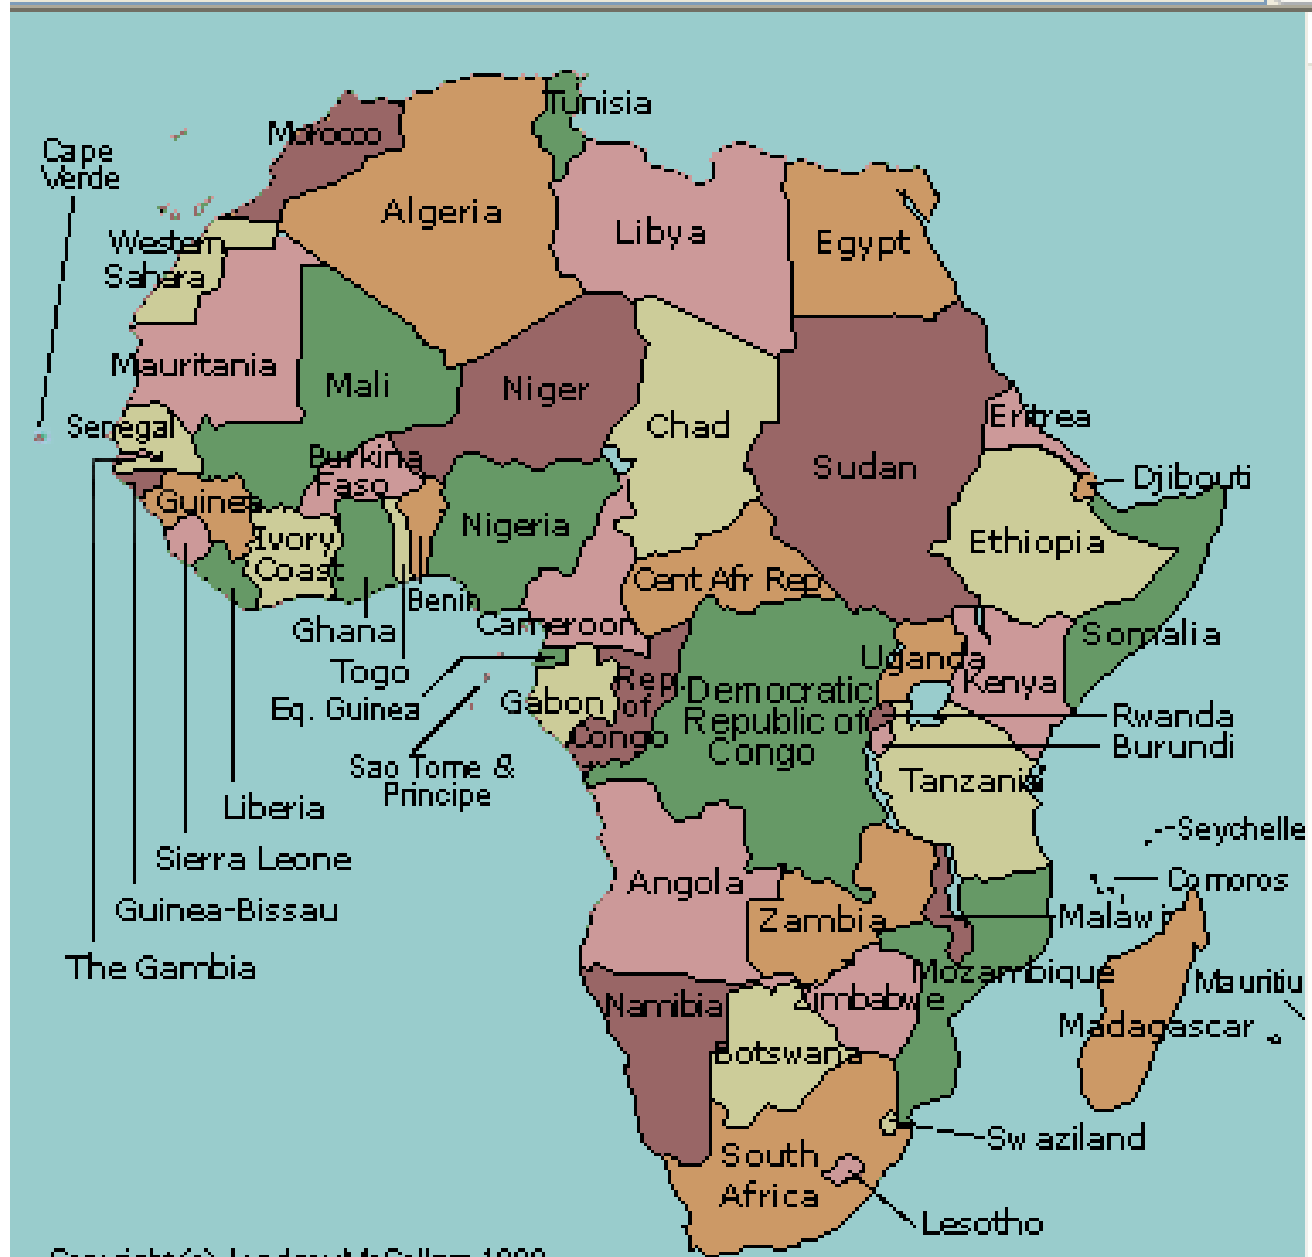 Tunisia
Morocco
Cape
Verde
Algeria
Libya
Egypt
Western
Sahara
Mauritania
Mali
Niger
Chad
Eritrea
Senegal
Burkina
Faso
Sudan
Djibouti
Guinea
Nigeria
Ivory
Coast
Ethiopia
Cent Afr Rep
Benin
Ghana
Cameroon
Somalia
Togo
Uganda
Eq. Guinea
Gabon
Rep.
of
Congo
Democratic
Republic of
Congo
Kenya
Rwanda
Burundi
Sao Tome &
Principe
Tanzania
Liberia
Seychelle
Sierra Leone
Angola
Comoros
Guinea-Bissau
Zambia
Malawi
The Gambia
Mozambique
Mauritiu
Namibia
Zimbabwe
Madagascar
Botswana
Swaziland
South
Africa
Lesotho